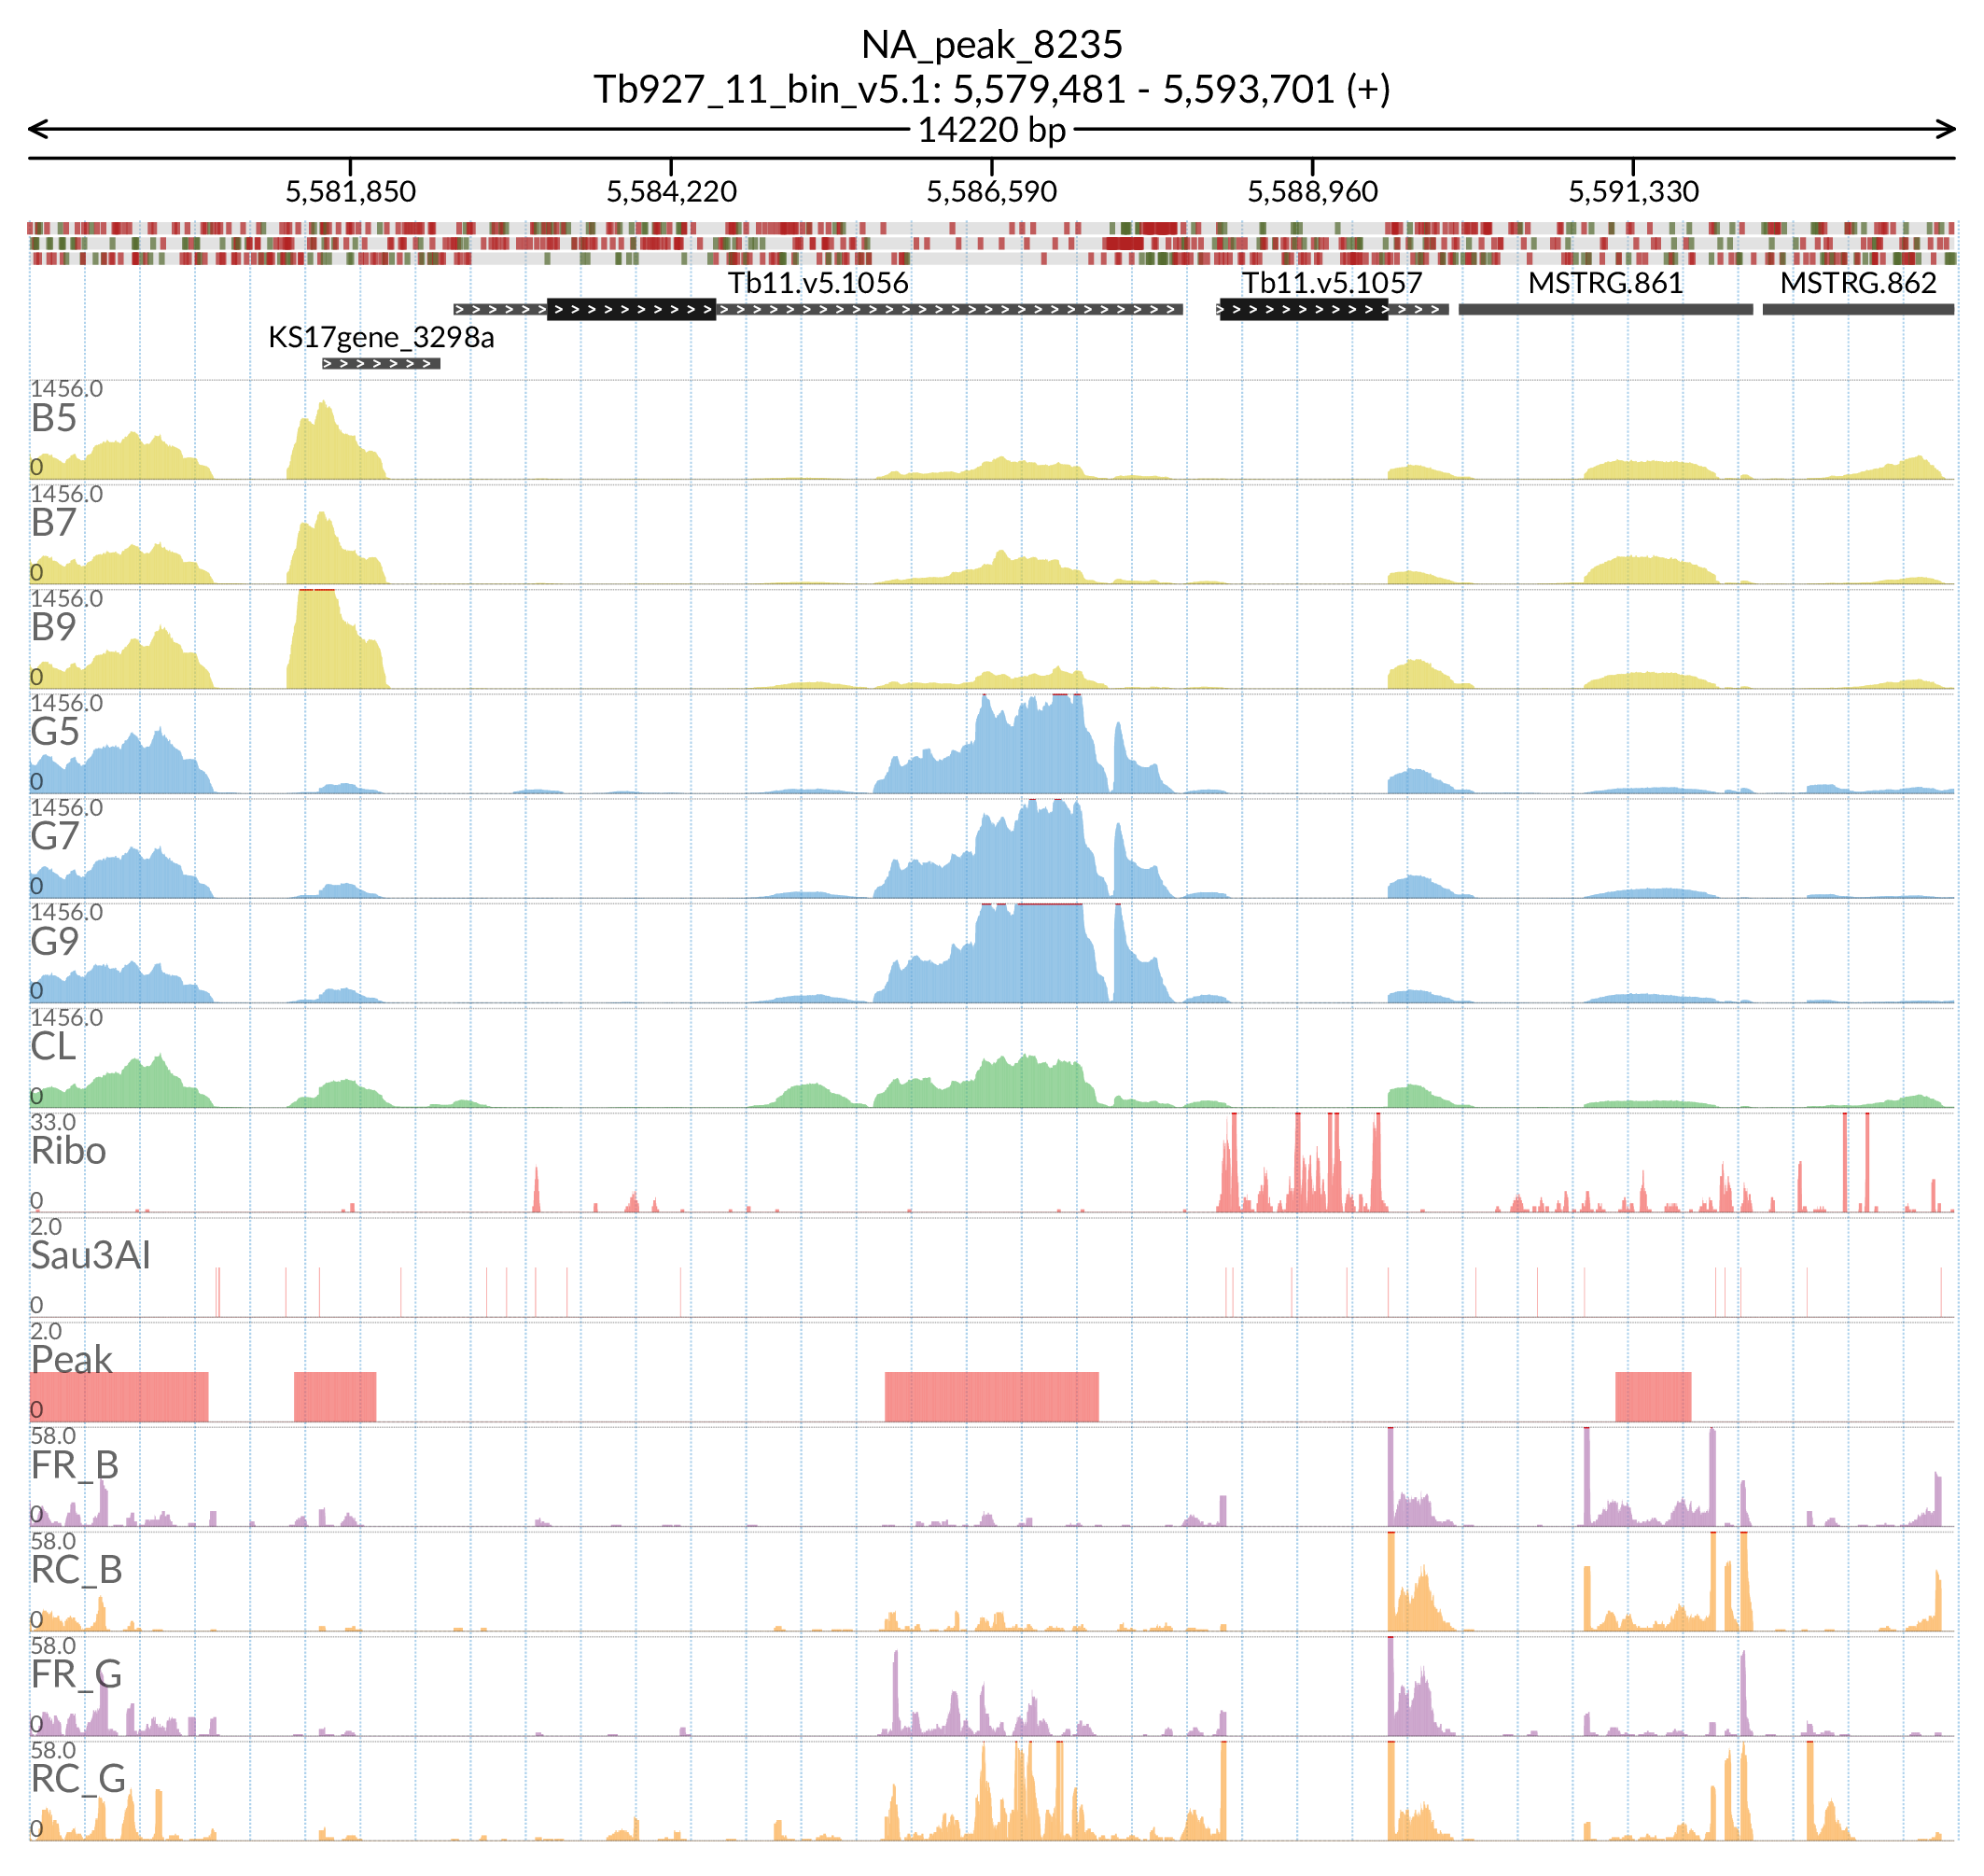 NA_peak_8235
Tb927_11_bin_v5.1: 5,579,481 - 5,593,701 (+)
14220 bp
5,581,850 5,584,220 5,586,590 5,588,960 5,591,330
Tb11.v5.1056 Tb11.v5.1057 MSTRG.861 MSTRG.862
KS17gene_3298a
1456.0
B5
0
1456.0
B7
0
1456.0
B9
0
1456.0
G5
0
1456.0
G7
0
1456.0
G9
0
1456.0
CL
0
33.0
Ribo
0
2.0
Sau3AI
0
2.0
Peak
0
58.0
FR_B
0
58.0
RC_B
0
58.0
FR_G
0
58.0
RC_G
0